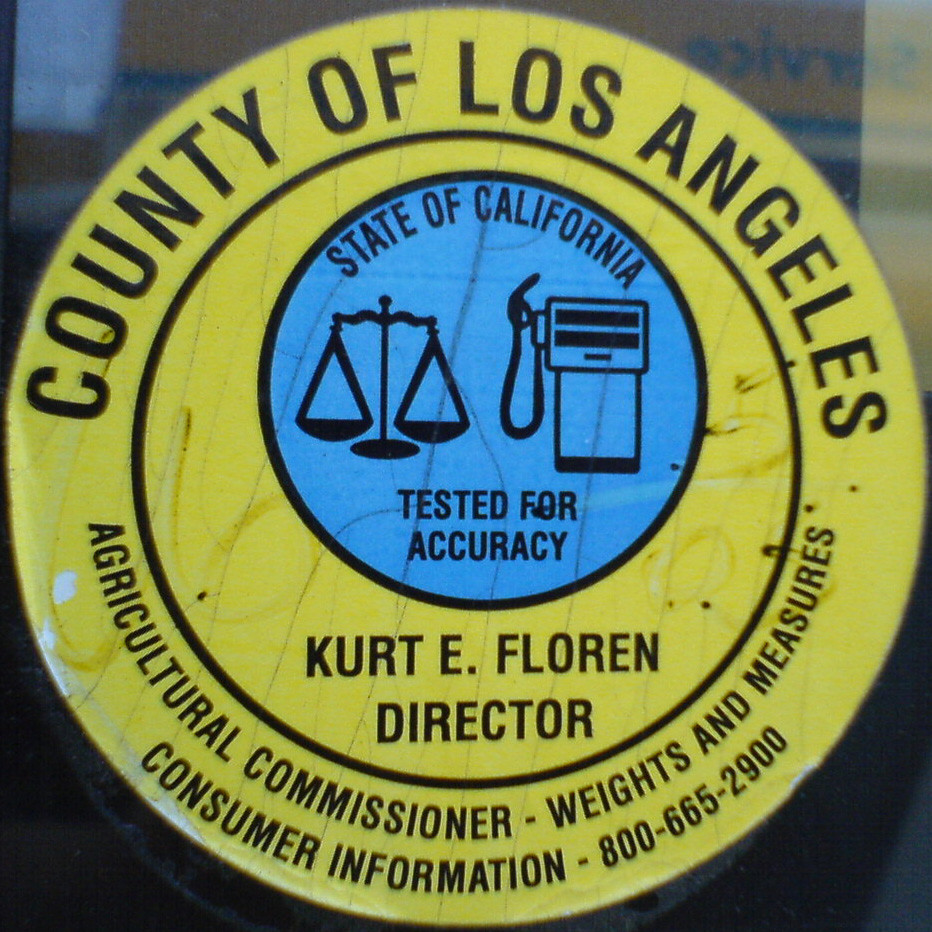 Service
COUNTY OF LOS ANGELES
STATE OF CALIFORNIA
TESTED FOR
ACCURACY
KURT E. FLOREN
DIRECTOR
AGRICULTURAL COMMISSIONER - WEIGHTS AND MEASURES
CONSUMER INFORMATION - 800-665-2900